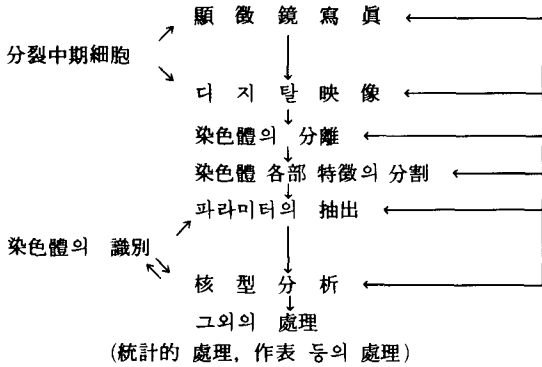 顯 微 鏡 寫 眞
分裂中期細胞
디 지 탈 映 像
染色體의 分離
染色體 各部 特徵의 分割
파라미터의 抽出
染色體의 識別
核 型 分 析
그외의 處理
(統計的 處理, 作表 등의 處理)